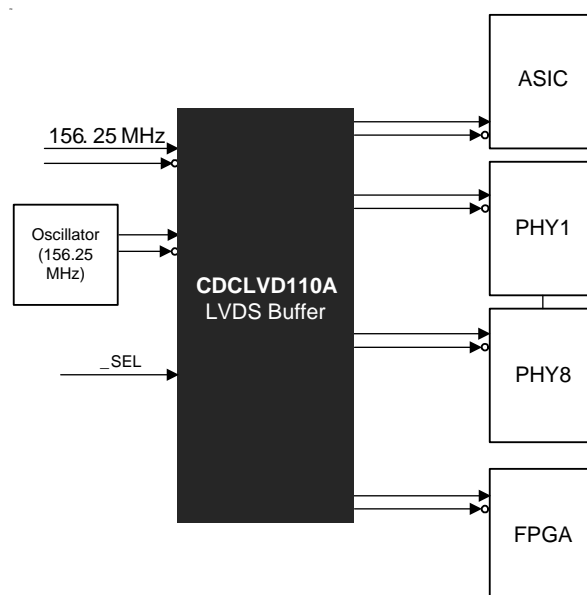 ASIC
156. 25 MHz
PHY1
Oscillator
(156.25
MHz)
CDCLVD110A
LVDS Buffer
_SEL
PHY8
FPGA